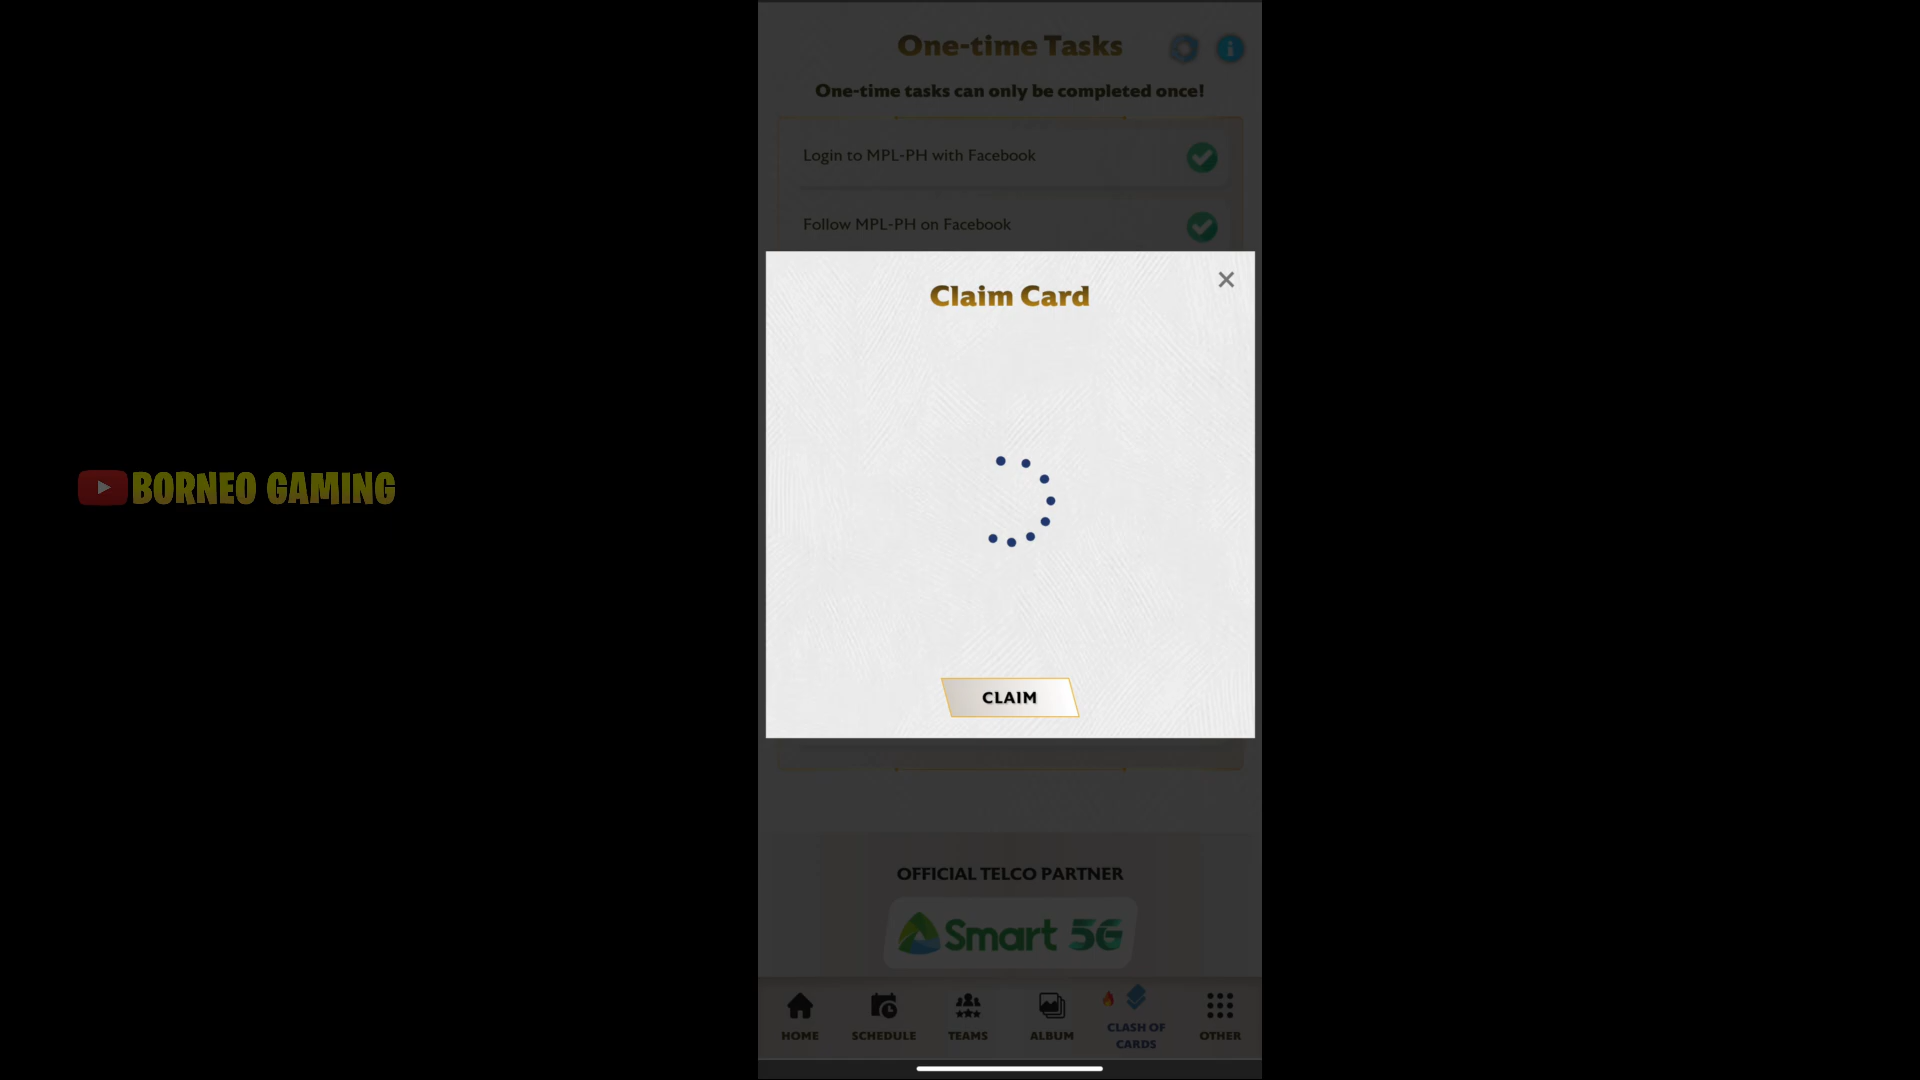 One-time Tasks
One-time tasks can only be completed once!
Login to MPL-PH with Facebook
Follow MPL-PH on Facebook
Claim Card
BORNEO GAMING
CLAIM
OFFICIAL TELCO PARTNER
Smart 5G
HOME
SCHEDULE
TEAMS
ALBUM
CLASH OF
CARDS
OTHER